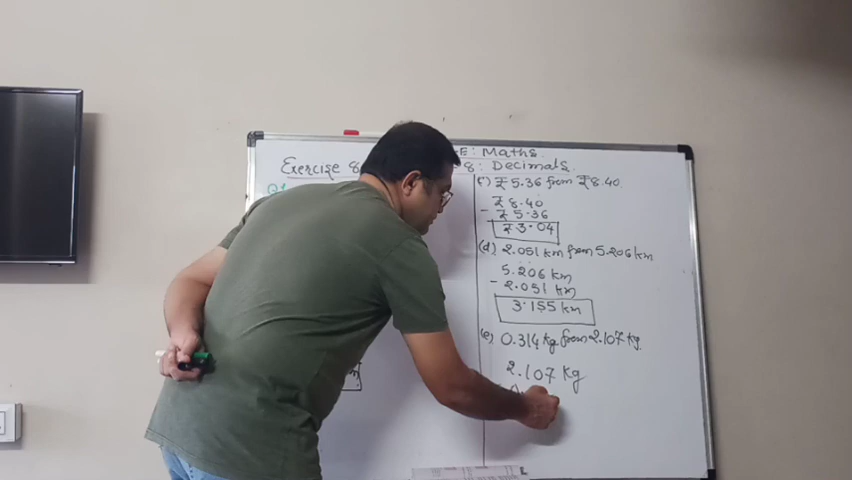 E: Maths.
Exercise 8
8: Decimals.
Q1
₹5.36 from ₹8.40.
₹8.40
- ₹5.36
₹3.04
(d) 2.051 km from 5.206 km
5.206 km
- 2.051 km
3.155 km
(e) 0.314 kg from 2.107 kg.
2.107 kg